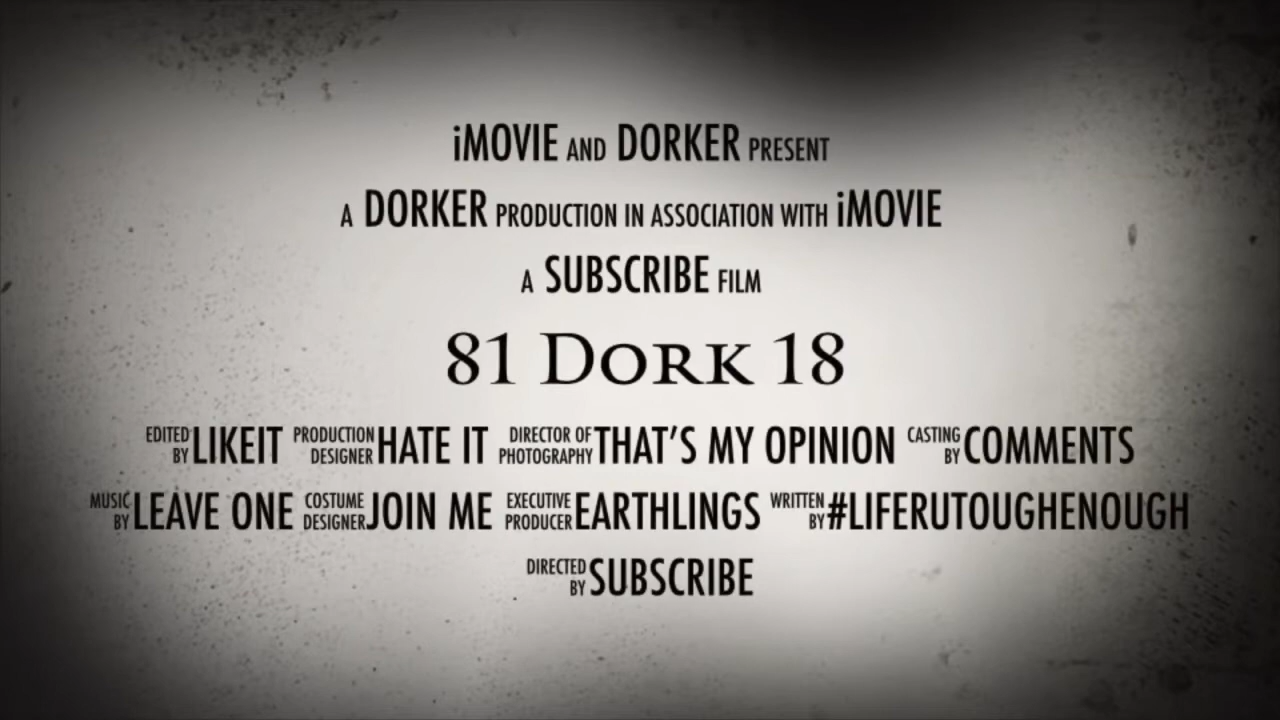 iMOVIE AND DORKER PRESENT
A DORKER PRODUCTION IN ASSOCIATION WITH iMOVIE
A SUBSCRIBE FILM
81 DORK 18
EDITED BY LIKEIT PRODUCTION DESIGNER HATE IT DIRECTOR OF PHOTOGRAPHY THAT'S MY OPINION CASTING BY COMMENTS
MUSIC BY LEAVE ONE COSTUME DESIGNER JOIN ME EXECUTIVE PRODUCER EARTHLINGS WRITTEN BY #LIFERUTOUGHENOUGH
DIRECTED BY SUBSCRIBE